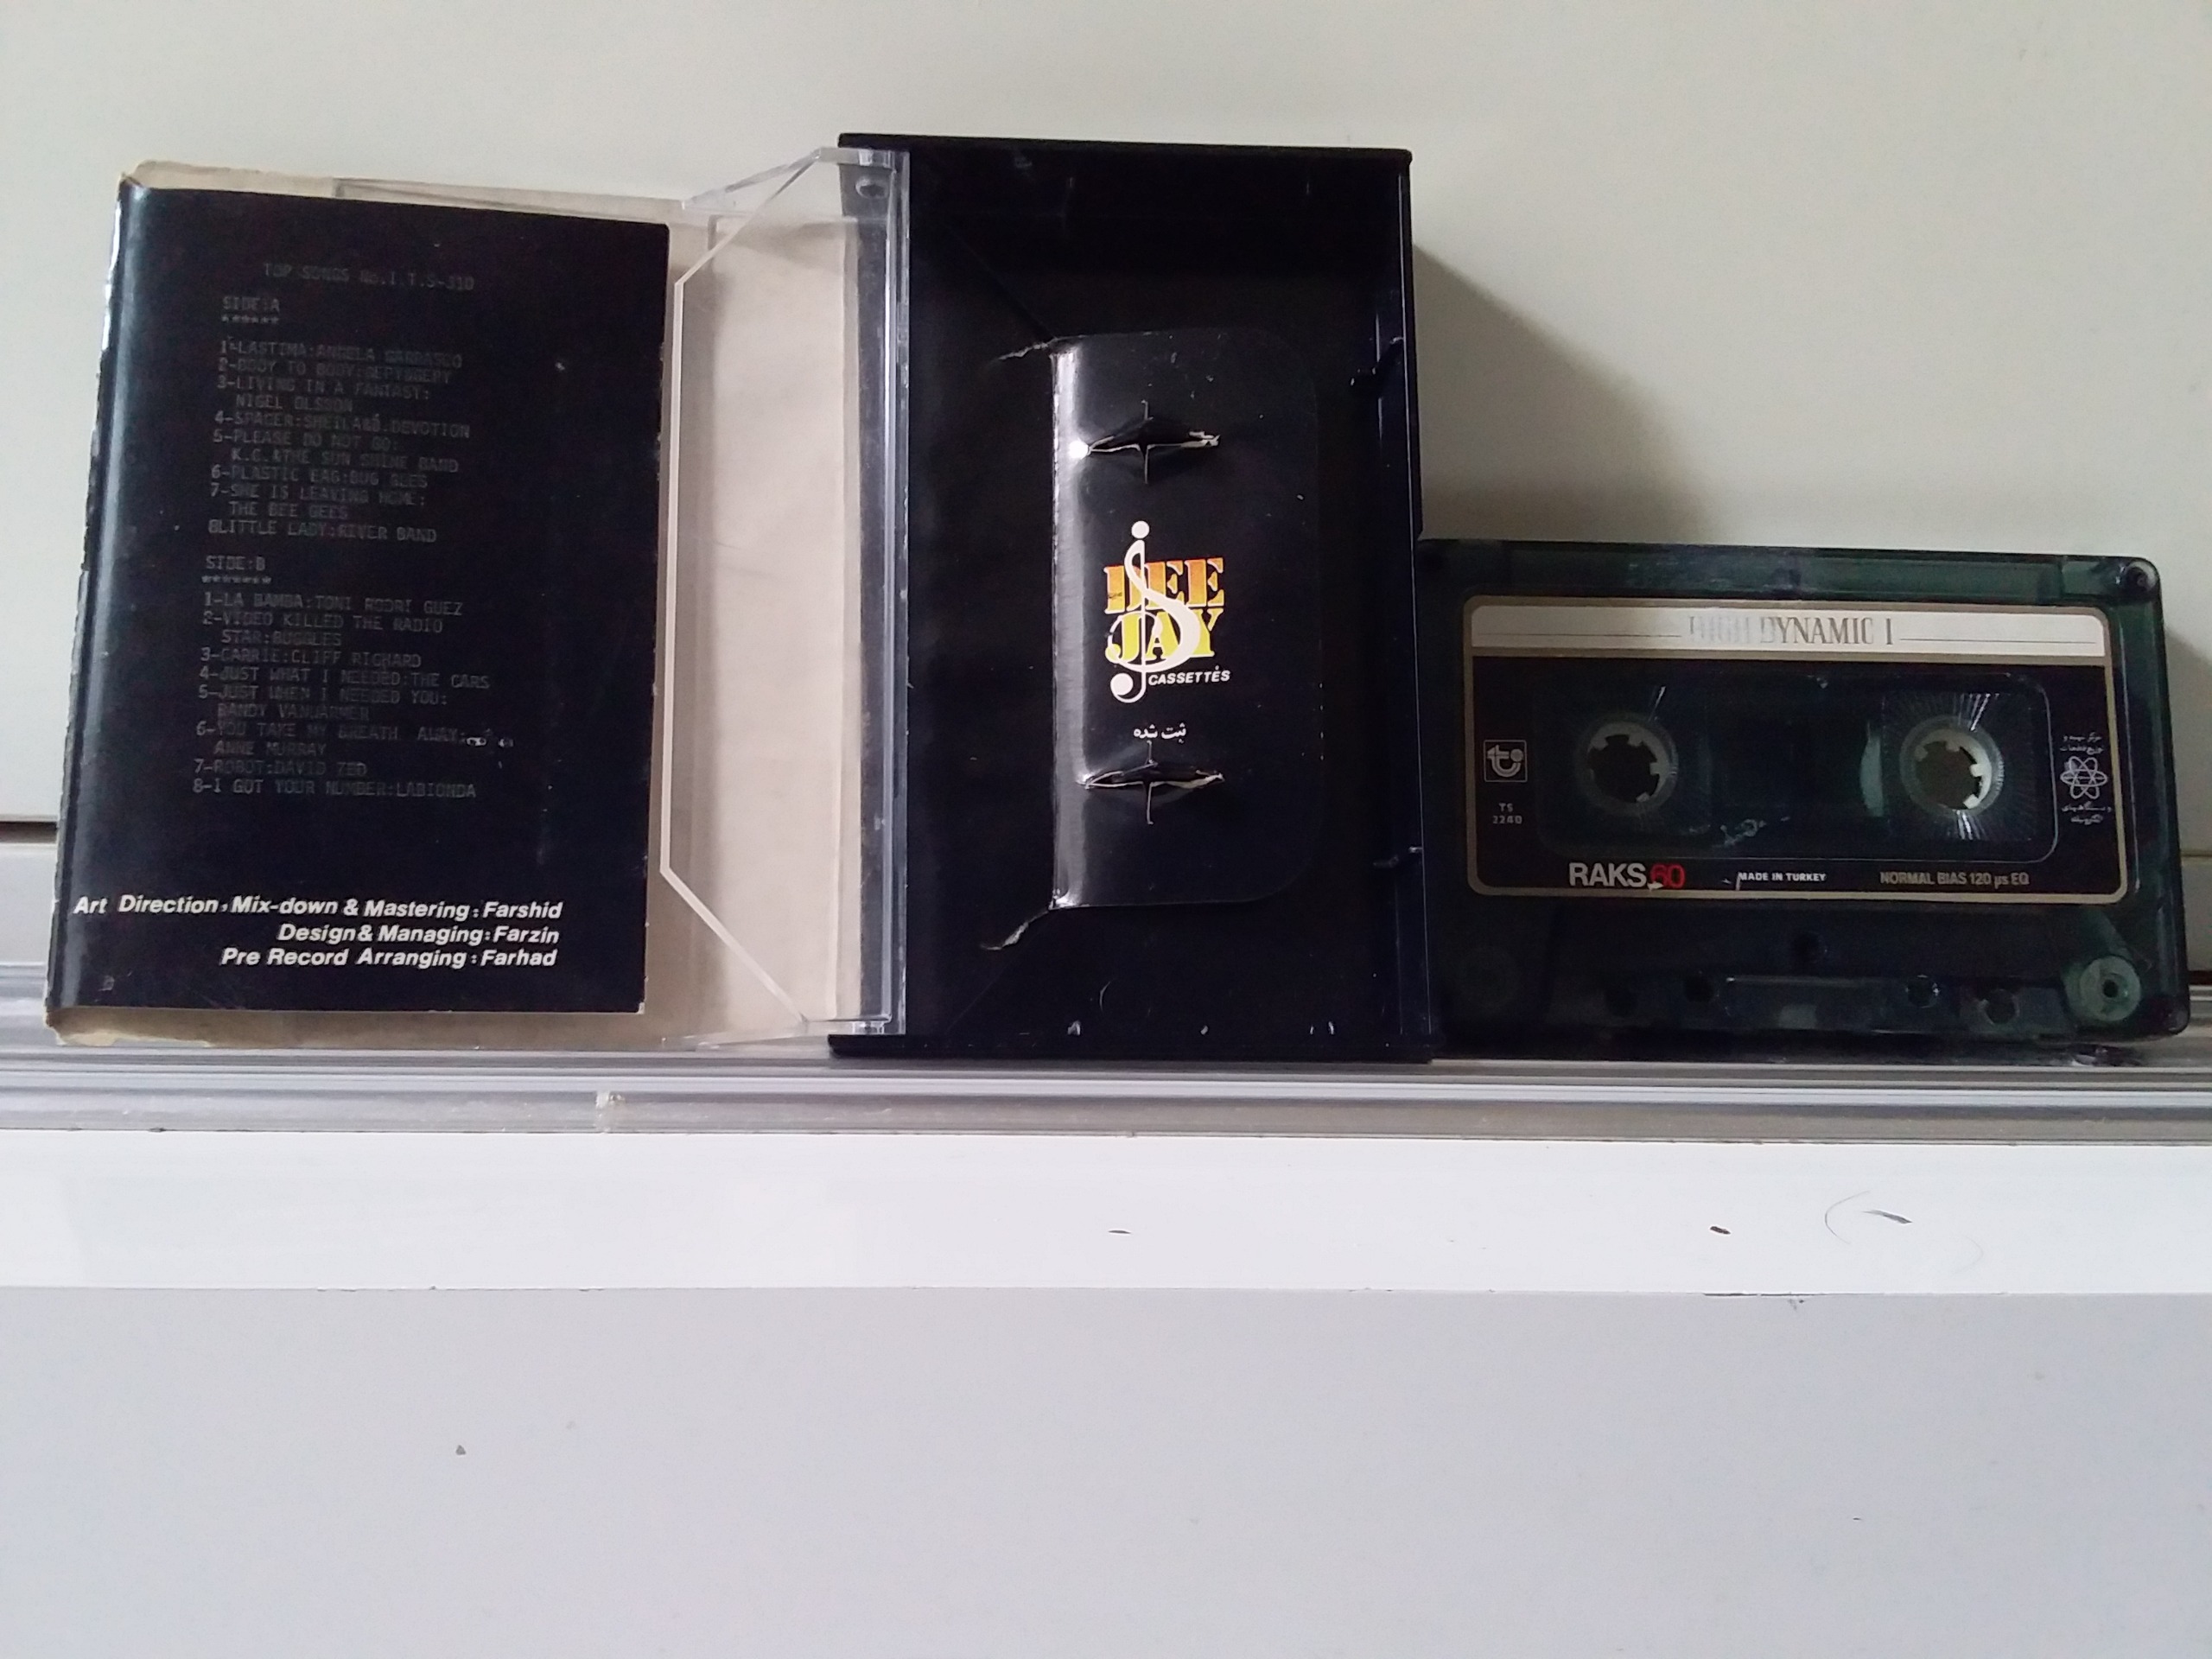 TOP SONGS No.1.T.S-310
SIDE:A
******
1-LASTIMA:ANGELA CARRASCO
2-BODY TO BODY:
3-LIVING IN A FANTASY:
NIGEL OLSSON
4-SPACER:SHEILA&B.DEVOTION
5-PLEASE DO NOT GO:
K.C.&THE SUN SHINE BAND
6-PLASTIC BAG:BUG GEES
7-SHE IS LEAVING HOME:
THE BEE GEES
8LITTLE LADY:RIVER BAND
SIDE:B
*******
1-LA BAMBA:TONI RODRI GUEZ
2-VIDEO KILLED THE RADIO
STAR:BUGGLES
3-CARRIE:CLIFF RICHARD
4-JUST WHAT I NEEDED:THE CARS
5-JUST WHEN I NEEDED YOU:
6-YOU TAKE MY BREATH AWAY:
ANNE MURRAY
7-ROBOT:DAVID ZED
8-I GOT YOUR NUMBER:LABIONDA
Art Direction, Mix-down & Mastering: Farshid
Design & Managing: Farzin
Pre Record Arranging: Farhad
DEE
JAY
CASSETTES
ثبت شده
HIGH DYNAMIC I
TS
2240
RAKS 60
MADE IN TURKEY
NORMAL BIAS 120 µs EQ